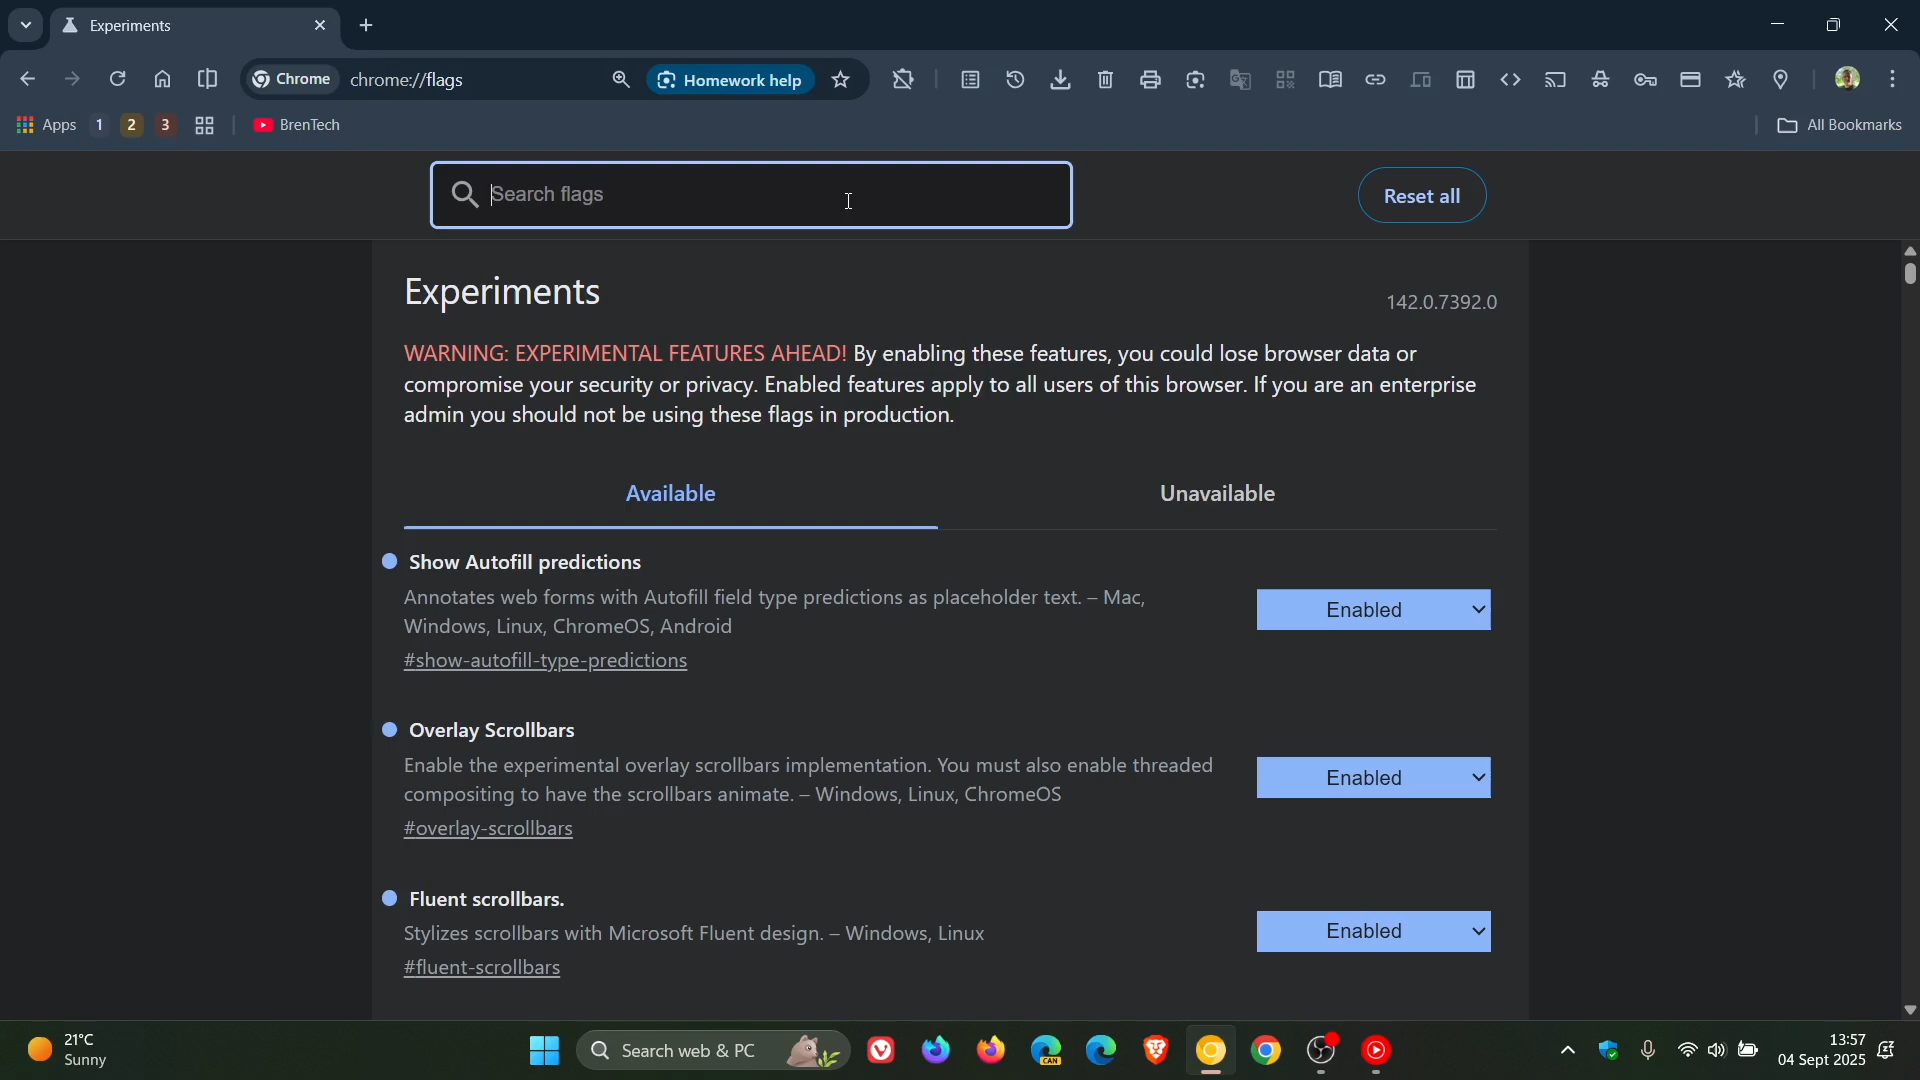 Experiments
Chrome
chrome://flags
Homework help
Apps
1
2
3
BrenTech
All Bookmarks
Search flags
Reset all
Experiments
142.0.7392.0
WARNING: EXPERIMENTAL FEATURES AHEAD! By enabling these features, you could lose browser data or
compromise your security or privacy. Enabled features apply to all users of this browser. If you are an enterprise
admin you should not be using these flags in production.
Available
Unavailable
Show Autofill predictions
Annotates web forms with Autofill field type predictions as placeholder text. – Mac,
Windows, Linux, ChromeOS, Android
#show-autofill-type-predictions
Enabled
Overlay Scrollbars
Enable the experimental overlay scrollbars implementation. You must also enable threaded
compositing to have the scrollbars animate. – Windows, Linux, ChromeOS
#overlay-scrollbars
Enabled
Fluent scrollbars.
Stylizes scrollbars with Microsoft Fluent design. – Windows, Linux
#fluent-scrollbars
Enabled
21°C
Sunny
Search web & PC
CAN
13:57
04 Sept 2025